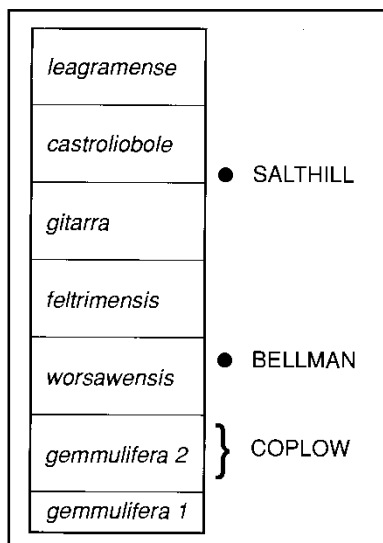 leagramense
castroliobole
SALTHILL
gitarra
feltrimensis
BELLMAN
worsawensis
gemmulifera 2
COPLOW
gemmulifera 1